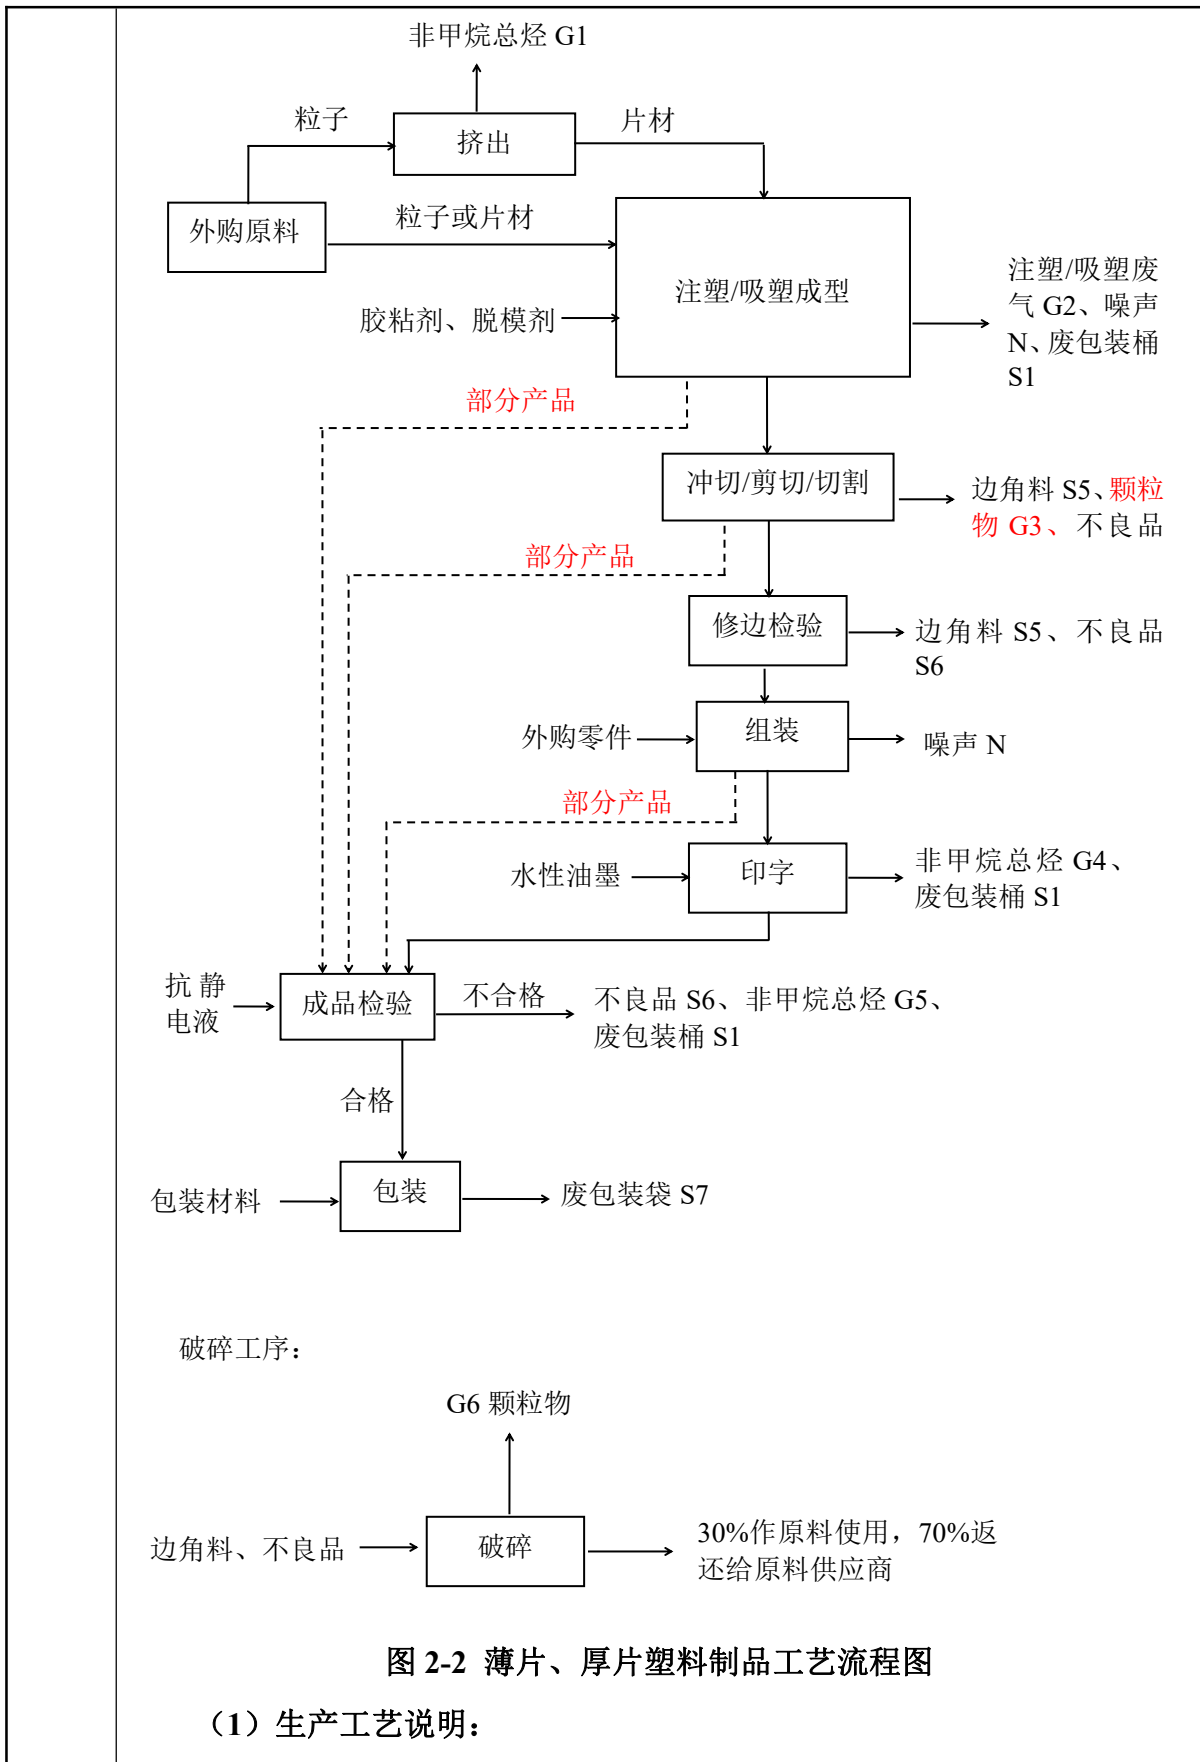 非甲烷总烃 G1
粒子
挤出
片材
外购原料
粒子或片材
注塑/吸塑成型
胶粘剂、脱模剂
注塑/吸塑废
气 G2、噪声
N、废包装桶
S1
部分产品
冲切/剪切/切割
边角料 S5、颗粒
物 G3、不良品
部分产品
修边检验
边角料 S5、不良品
S6
外购零件
组装
噪声 N
部分产品
水性油墨
印字
非甲烷总烃 G4、
废包装桶 S1
抗 静
电液
成品检验
不合格
不良品 S6、非甲烷总烃 G5、
废包装桶 S1
合格
包装材料
包装
废包装袋 S7
破碎工序：
G6 颗粒物
边角料、不良品
破碎
30%作原料使用，70%返
还给原料供应商
图 2-2 薄片、厚片塑料制品工艺流程图
（1）生产工艺说明：